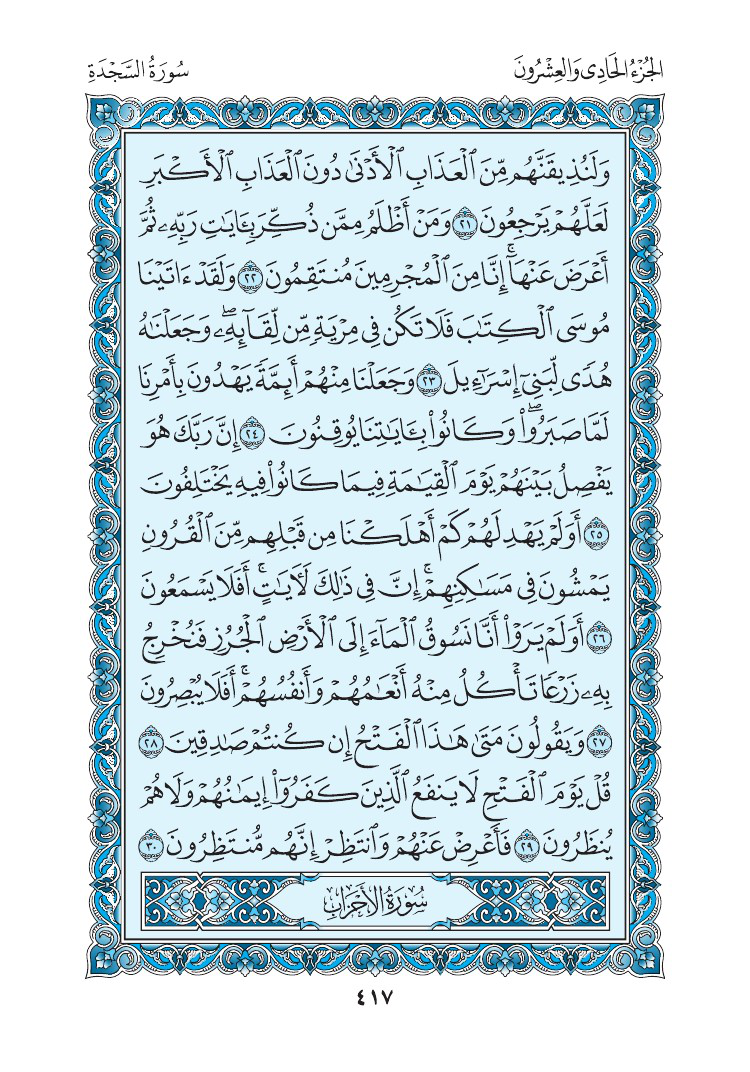 الجُزْءُ الحَادِى وَالعِشْرُونَ
سُورَةُ السَّجْدَةِ
وَلَنُذِيقَنَّهُم مِّنَ ٱلْعَذَابِ ٱلْأَدْنَىٰ دُونَ ٱلْعَذَابِ ٱلْأَكْبَرِ
لَعَلَّهُمْ يَرْجِعُونَ ٢١ وَمَنْ أَظْلَمُ مِمَّن ذُكِّرَ بِـَٔايَٰتِ رَبِّهِۦ ثُمَّ
أَعْرَضَ عَنْهَآۚ إِنَّا مِنَ ٱلْمُجْرِمِينَ مُنتَقِمُونَ ٢٢ وَلَقَدْ ءَاتَيْنَا
مُوسَى ٱلْكِتَٰبَ فَلَا تَكُن فِى مِرْيَةٍ مِّن لِّقَآئِهِۦۖ وَجَعَلْنَٰهُ
هُدًى لِّبَنِىٓ إِسْرَٰٓءِيلَ ٢٣ وَجَعَلْنَا مِنْهُمْ أَئِمَّةً يَهْدُونَ بِأَمْرِنَا
لَمَّا صَبَرُوا۟ۖ وَكَانُوا۟ بِـَٔايَٰتِنَا يُوقِنُونَ ٢٤ إِنَّ رَبَّكَ هُوَ
يَفْصِلُ بَيْنَهُمْ يَوْمَ ٱلْقِيَٰمَةِ فِيمَا كَانُوا۟ فِيهِ يَخْتَلِفُونَ
٢٥ أَوَلَمْ يَهْدِ لَهُمْ كَمْ أَهْلَكْنَا مِن قَبْلِهِم مِّنَ ٱلْقُرُونِ
يَمْشُونَ فِى مَسَٰكِنِهِمْۚ إِنَّ فِى ذَٰلِكَ لَـَٔايَٰتٍۚ أَفَلَا يَسْمَعُونَ
٢٦ أَوَلَمْ يَرَوْا۟ أَنَّا نَسُوقُ ٱلْمَآءَ إِلَى ٱلْأَرْضِ ٱلْجُرُزِ فَنُخْرِجُ
بِهِۦ زَرْعًا تَأْكُلُ مِنْهُ أَنْعَٰمُهُمْ وَأَنفُسُهُمْۚ أَفَلَا يُبْصِرُونَ
٢٧ وَيَقُولُونَ مَتَىٰ هَٰذَا ٱلْفَتْحُ إِن كُنتُمْ صَٰدِقِينَ ٢٨
قُلْ يَوْمَ ٱلْفَتْحِ لَا يَنفَعُ ٱلَّذِينَ كَفَرُوٓا۟ إِيمَٰنُهُمْ وَلَا هُمْ
يُنظَرُونَ ٢٩ فَأَعْرِضْ عَنْهُمْ وَٱنتَظِرْ إِنَّهُم مُّنتَظِرُونَ ٣٠
سُورَةُ الأَحْزَابِ
٤١٧